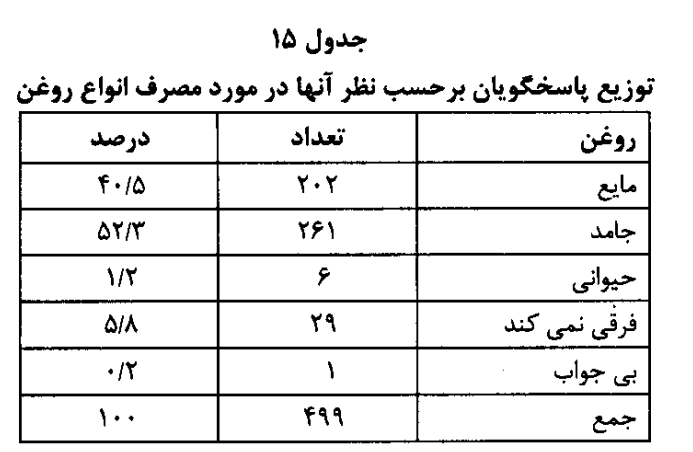 جدول ۱۵
توزیع پاسخگویان برحسب نظر آنها در مورد مصرف انواع روغن
روغن تعداد درصد
مایع ۲۰۲ ۴۰/۵
جامد ۲۶۱ ۵۲/۳
حیوانی ۶ ۱/۲
فرقی نمی کند ۲۹ ۵/۸
بی جواب ۱ ۰/۲
جمع ۴۹۹ ۱۰۰